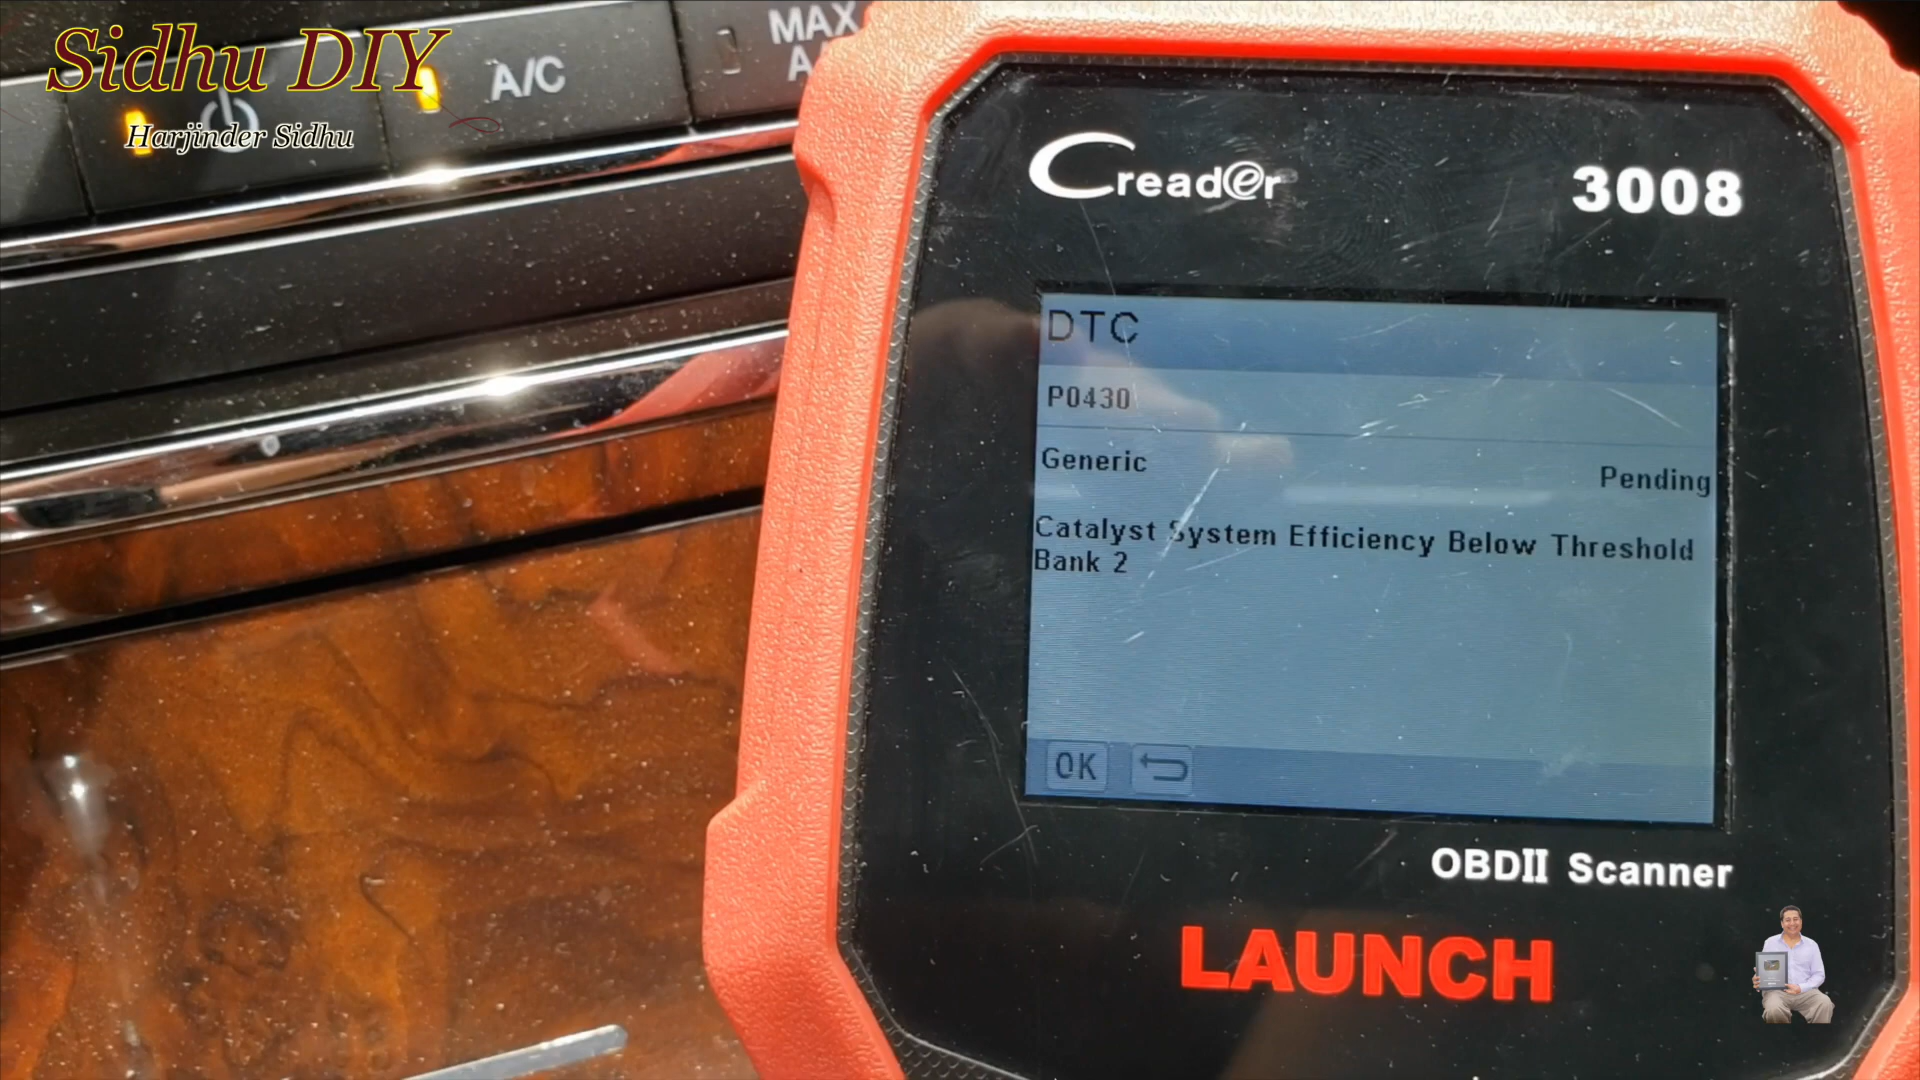 Sidhu DIY
Harjinder Sidhu
A/C
MAX
Cread@r
3008
DTC
P0430
Generic
Pending
Catalyst System Efficiency Below Threshold
Bank 2
OK
OBDII Scanner
LAUNCH